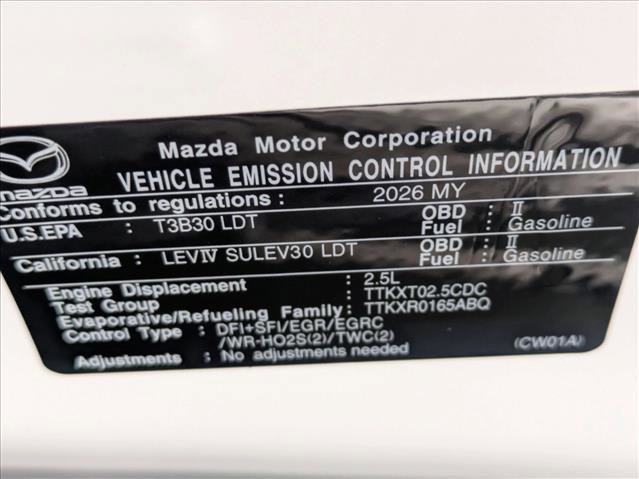 Mazda Motor Corporation
mazda VEHICLE EMISSION CONTROL INFORMATION
Conforms to regulations : 2026 MY
U.S.EPA : T3B30 LDT OBD : II
Fuel : Gasoline
California : LEVIV SULEV30 LDT OBD : II
Fuel : Gasoline
Engine Displacement : 2.5L
Test Group : TTKXT02.5CDC
Evaporative/Refueling Family: TTKXR0165ABQ
Control Type : DFI+SFI/EGR/EGRC
/WR-HO2S(2)/TWC(2)
Adjustments : No adjustments needed
(CW01A)